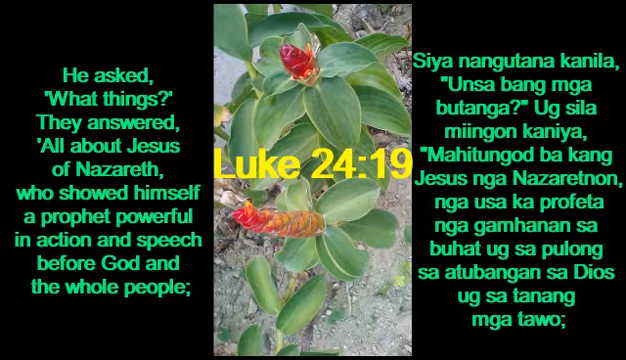 He asked,
'What things?'
They answered,
'All about Jesus
of Nazareth,
who showed himself
a prophet powerful
in action and speech
before God and
the whole people;
Luke 24:19
Siya nangutana kanila,
"Unsa bang mga
butanga?" Ug sila
miingon kaniya,
"Mahitungod ba kang
Jesus nga Nazaretnon,
nga usa ka profeta
nga gamhanan sa
buhat ug sa pulong
sa atubangan sa Dios
ug sa tanang
mga tawo;